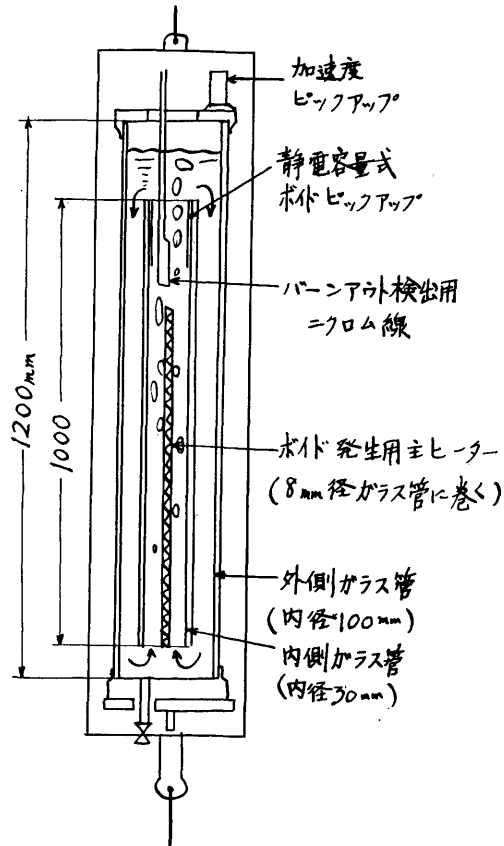 加速度
ピックアップ
静電容量式
ボイドピックアップ
バーンアウト検出用
ニクロム線
1200mm
1000
ボイド発生用主ヒーター
(8mm径ガラス管に巻く)
外側ガラス管
(内径100mm)
内側ガラス管
(内径30mm)